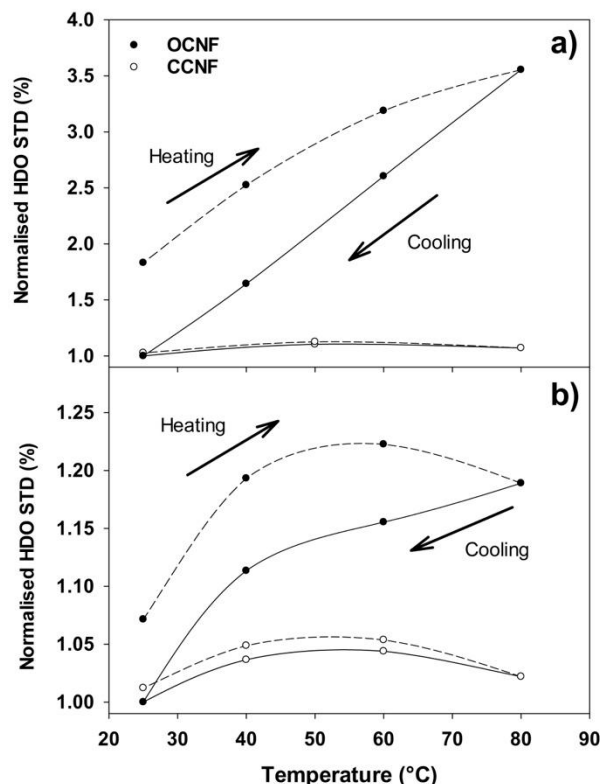 4.0
a)
OCNF
CCNF
3.5
3.0
Heating
2.5
2.0
Cooling
1.5
1.0
Normalised HDO STD (%)
b)
1.25
Heating
1.20
1.15
Cooling
1.10
1.05
1.00
Normalised HDO STD (%)
20 30 40 50 60 70 80 90
Temperature (°C)